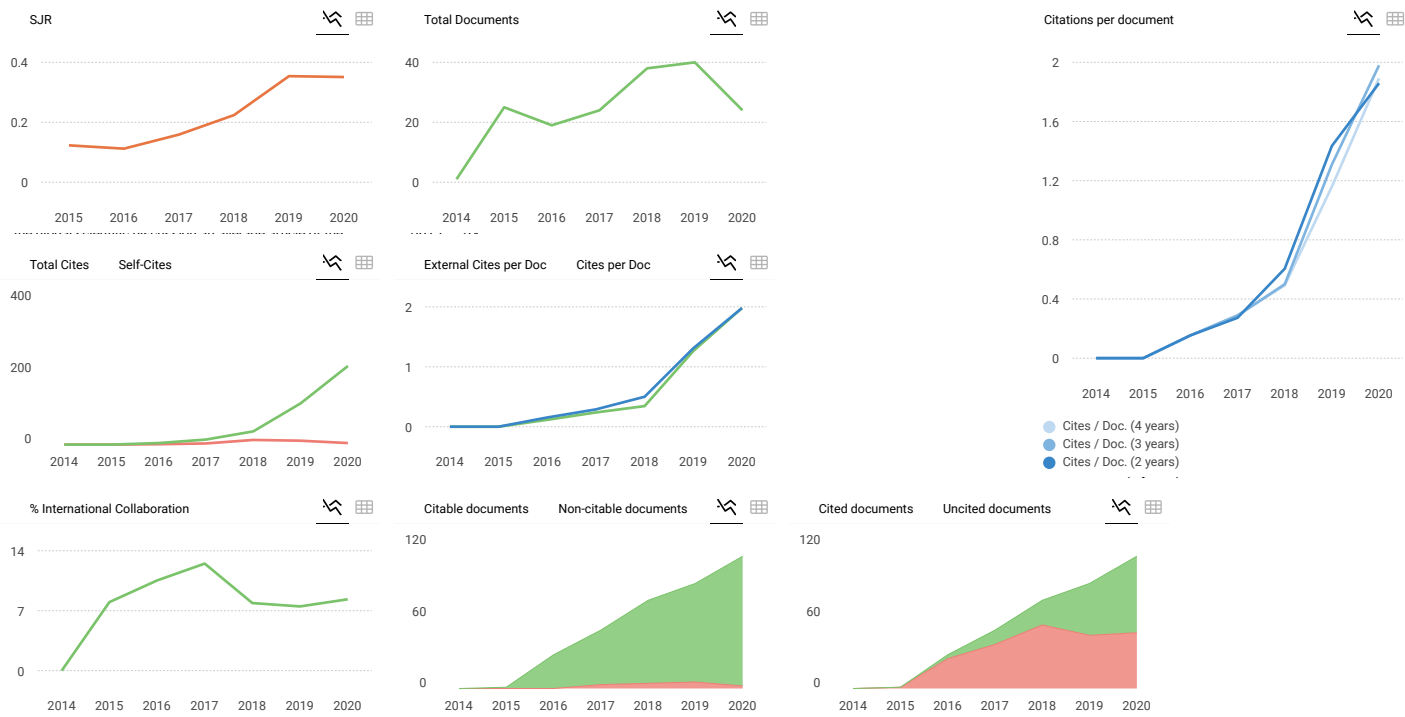 SJR
0.4
0.2
0
2015 2016 2017 2018 2019 2020
Total Documents
40
20
0
2014 2015 2016 2017 2018 2019 2020
Citations per document
2
1.6
1.2
0.8
0.4
0
2014 2015 2016 2017 2018 2019 2020
Cites / Doc. (4 years)
Cites / Doc. (3 years)
Cites / Doc. (2 years)
Total Cites Self-Cites
400
200
0
2014 2015 2016 2017 2018 2019 2020
External Cites per Doc Cites per Doc
2
1
0
2014 2015 2016 2017 2018 2019 2020
% International Collaboration
14
7
0
2014 2015 2016 2017 2018 2019 2020
Citable documents Non-citable documents
120
60
0
2014 2015 2016 2017 2018 2019 2020
Cited documents Uncited documents
120
60
0
2014 2015 2016 2017 2018 2019 2020